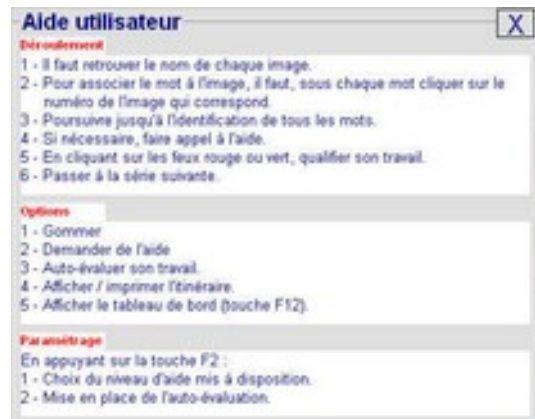 Aide utilisateur
X
Déroulement
1 - Il faut retrouver le nom de chaque image.
2 - Pour associer le mot à l'image, il faut, sous chaque mot cliquer sur le
numéro de l'image qui correspond.
3 - Poursuivre jusqu'à l'identification de tous les mots.
4 - Si nécessaire, faire appel à l'aide.
5 - En cliquant sur les feux rouge ou vert, qualifier son travail.
6 - Passer à la série suivante.
Options
1 - Gommer
2 - Demander de l'aide
3 - Auto-évaluer son travail.
4 - Afficher / imprimer l'itinéraire.
5 - Afficher le tableau de bord (touche F12).
Paramétrage
En appuyant sur la touche F2 :
1 - Choix du niveau d'aide mis à disposition.
2 - Mise en place de l'auto-évaluation.